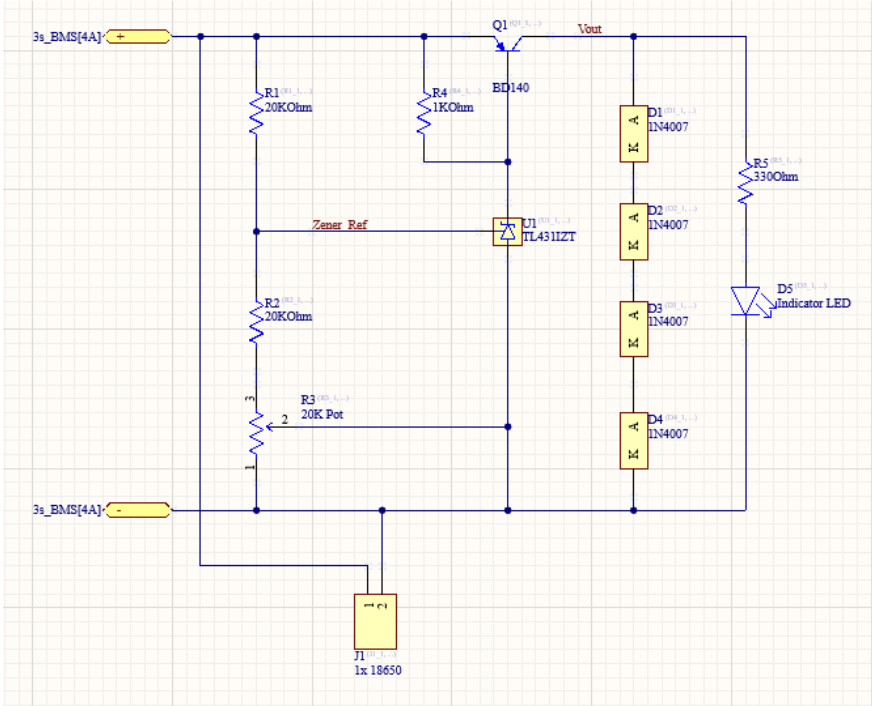 Q1
Vout
3s_BMS[4A]
+
BD140
R1
20KOhm
R4
1KOhm
D1
1N4007
A
K
R5
330Ohm
Zener_Ref
U1
TL431IZT
D2
1N4007
A
K
R2
20KOhm
D3
1N4007
A
K
D5
Indicator LED
3
R3
20K Pot
2
1
D4
1N4007
A
K
3s_BMS[4A]
-
1
2
J1
1x 18650